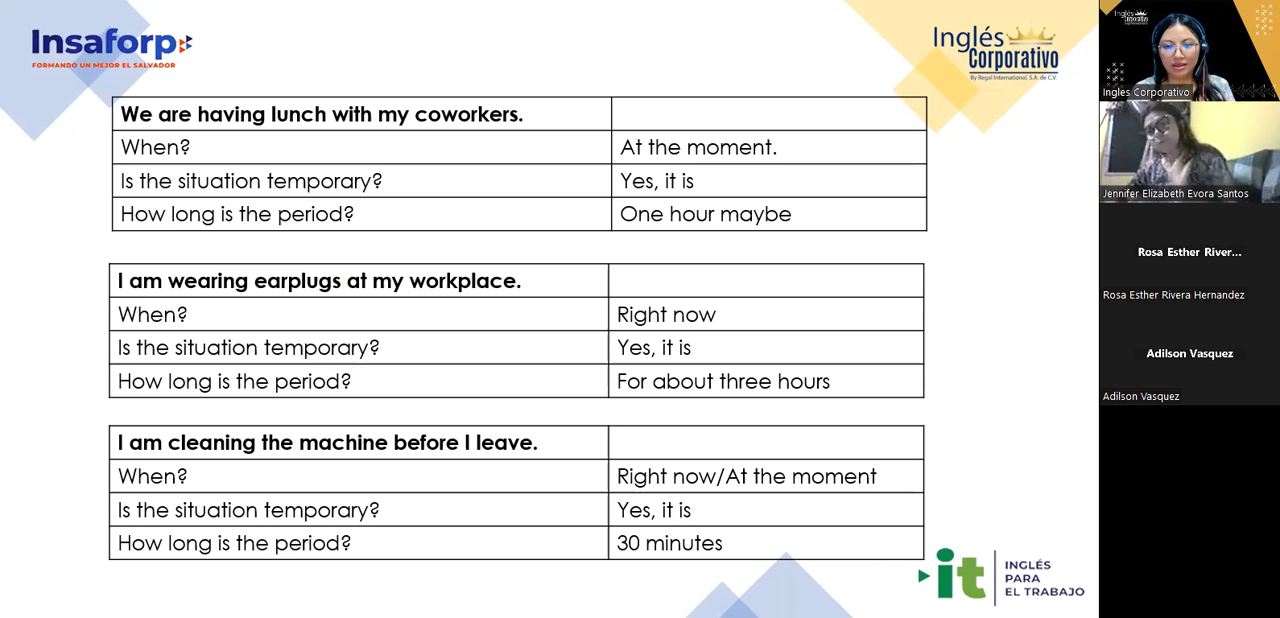 Insaforp
FORMANDO UN MEJOR EL SALVADOR
Inglés
Corporativo
By Regal International, S.A. de C.V.
We are having lunch with my coworkers.
When? At the moment.
Is the situation temporary? Yes, it is
How long is the period? One hour maybe
I am wearing earplugs at my workplace.
When? Right now
Is the situation temporary? Yes, it is
How long is the period? For about three hours
I am cleaning the machine before I leave.
When? Right now/At the moment
Is the situation temporary? Yes, it is
How long is the period? 30 minutes
it
INGLÉS
PARA
EL TRABAJO
Inglés
Corporativo
Ingles Corporativo
Jennifer Elizabeth Evora Santos
Rosa Esther River...
Rosa Esther Rivera Hernandez
Adilson Vasquez
Adilson Vasquez